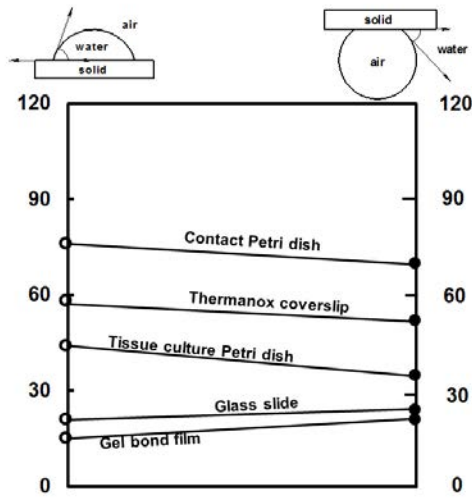 air
water
solid
solid
water
air
120
120
90
90
Contact Petri dish
60
60
Thermanox coverslip
Tissue culture Petri dish
30
30
Glass slide
Gel bond film
0
0